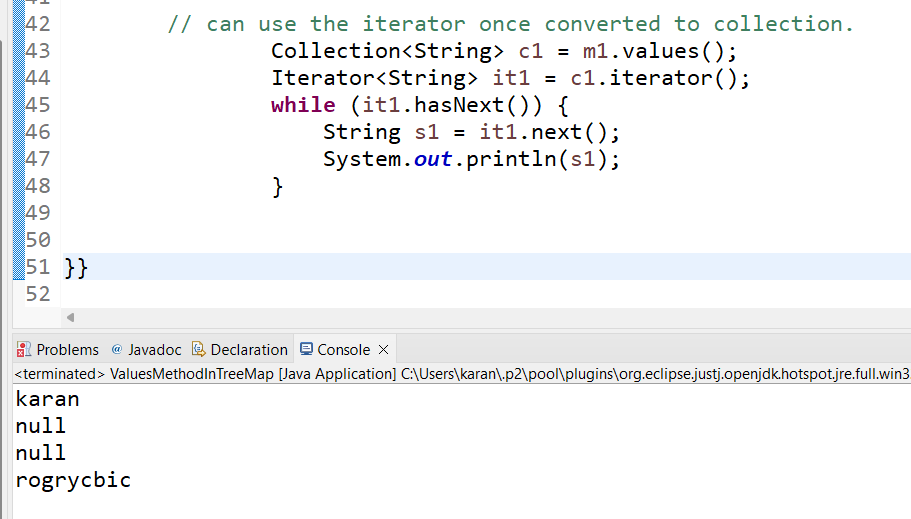 41
42 // can use the iterator once converted to collection.
43 Collection<String> c1 = m1.values();
44 Iterator<String> it1 = c1.iterator();
45 while (it1.hasNext()) {
46 String s1 = it1.next();
47 System.out.println(s1);
48 }
49
50
51 }}
52
Problems @ Javadoc Declaration Console
<terminated> ValuesMethodInTreeMap [Java Application] C:\Users\karan\.p2\pool\plugins\org.eclipse.justj.openjdk.hotspot.jre.full.win3
karan
null
null
rogrycbic